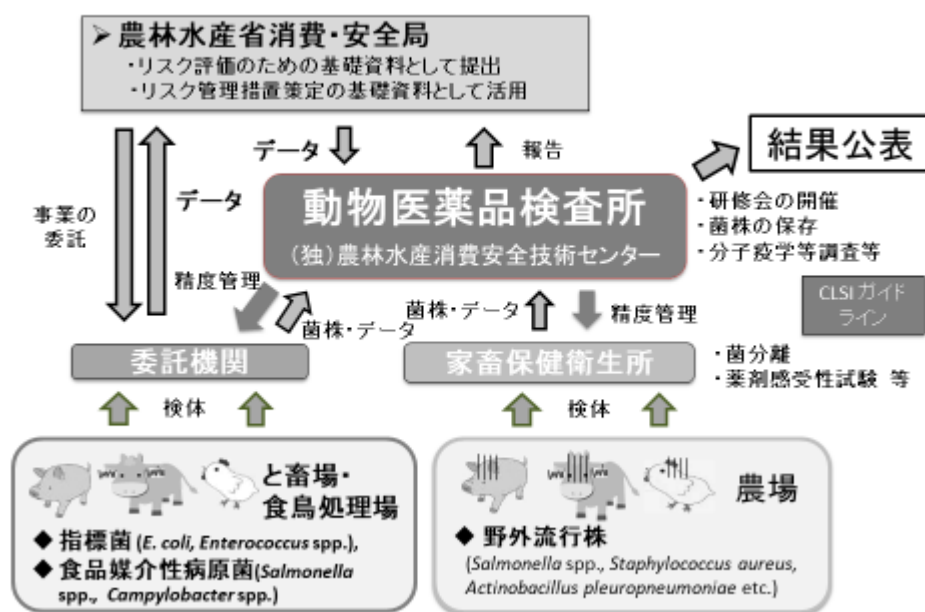 ➢ 農林水産省消費・安全局
・リスク評価のための基礎資料として提出
・リスク管理措置策定の基礎資料として活用
事業の
委託
データ
データ
報告
結果公表
動物医薬品検査所
(独)農林水産消費安全技術センター
・研修会の開催
・菌株の保存
・分子疫学等調査等
精度管理
菌株・データ
菌株・データ
精度管理
CLSI ガイド
ライン
委託機関
家畜保健衛生所
・菌分離
・薬剤感受性試験 等
検体
検体
と畜場・
食鳥処理場
◆ 指標菌 (E. coli, Enterococcus spp.),
◆ 食品媒介性病原菌(Salmonella
spp., Campylobacter spp.)
農場
◆ 野外流行株
(Salmonella spp., Staphylococcus aureus,
Actinobacillus pleuropneumoniae etc.)